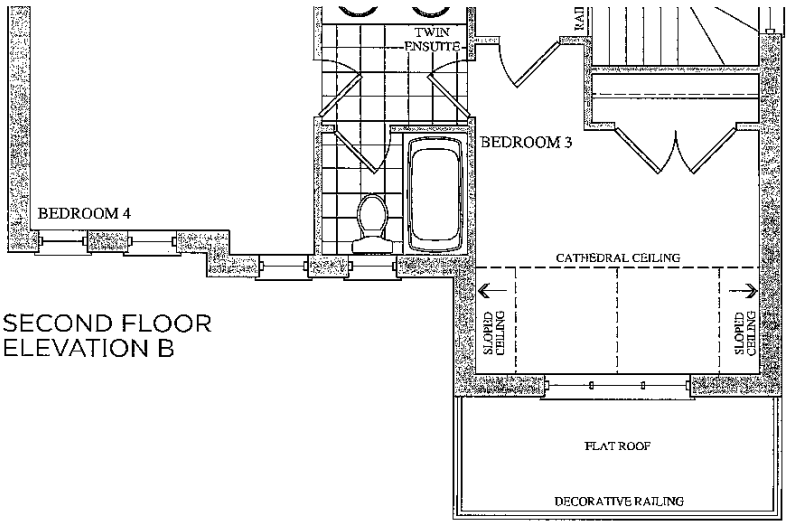 TWIN
ENSUITE
RAI
BEDROOM 3
BEDROOM 4
CATHEDRAL CEILING
SLOPED
CEILING
SLOPED
CEILING
SECOND FLOOR
ELEVATION B
FLAT ROOF
DECORATIVE RAILING